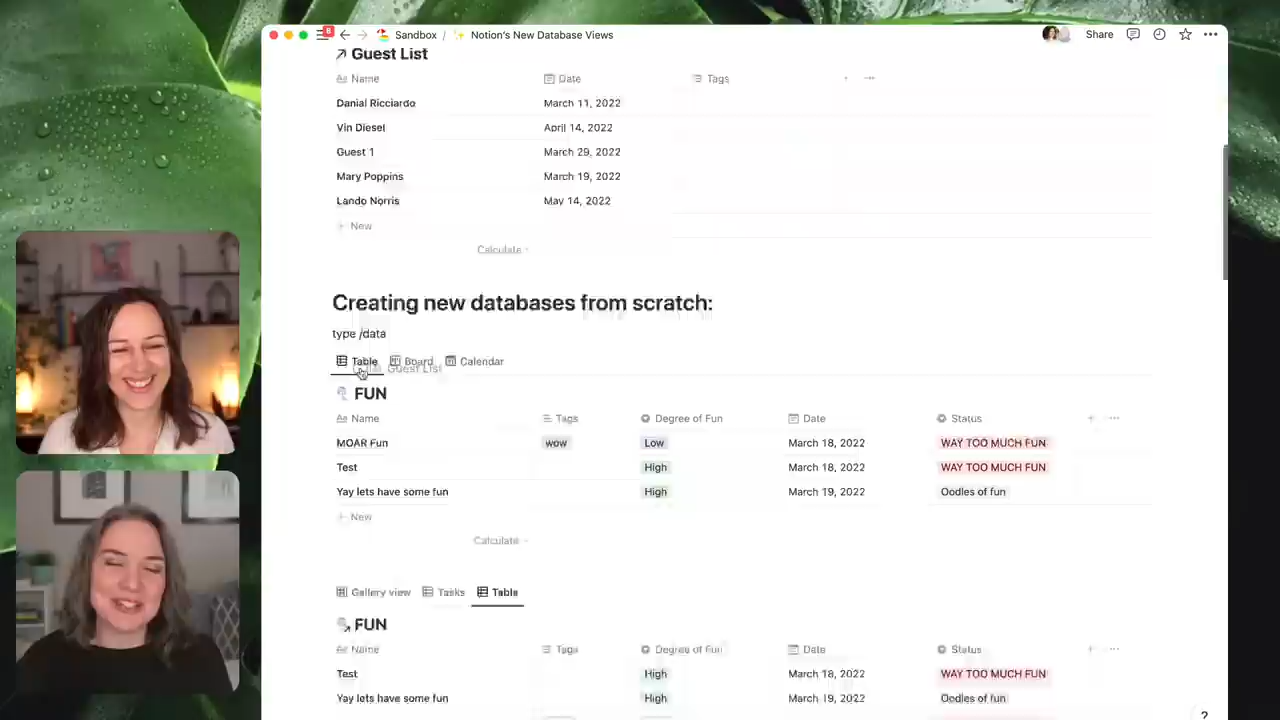 8
Sandbox / ✨ Notion's New Database Views
Share
↗ Guest List
Aa Name Date Tags + ...
Danial Ricciardo March 11, 2022
Vin Diesel April 14, 2022
Guest 1 March 29, 2022
Mary Poppins March 19, 2022
Lando Norris May 14, 2022
+ New
Calculate
Creating new databases from scratch:
type /data
Table Board Calendar
Guest List
FUN
Aa Name Tags Degree of Fun Date Status + ...
MOAR Fun wow Low March 18, 2022 WAY TOO MUCH FUN
Test High March 18, 2022 WAY TOO MUCH FUN
Yay lets have some fun High March 19, 2022 Oodles of fun
+ New
Calculate
Gallery view Tasks Table
FUN
Aa Name Tags Degree of Fun Date Status + ...
Test High March 18, 2022 WAY TOO MUCH FUN
Yay lets have some fun High March 19, 2022 Oodles of fun
?